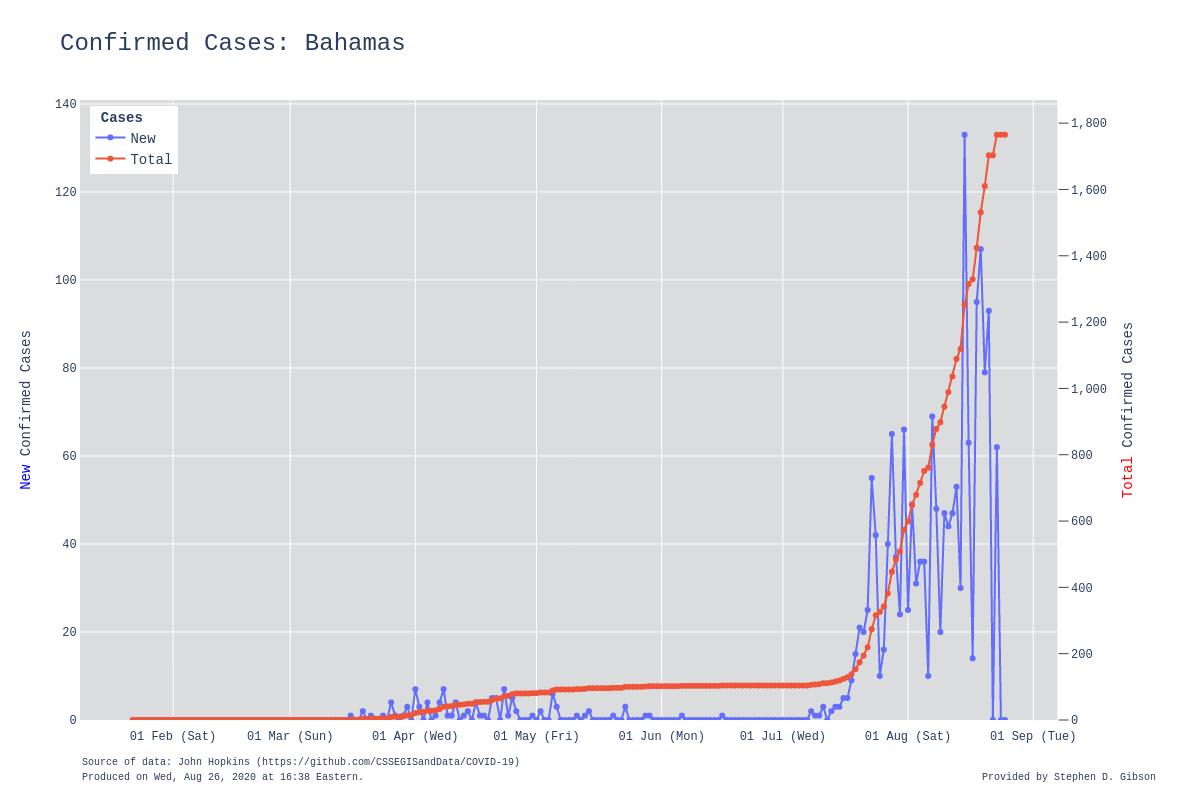 Confirmed Cases: Bahamas
Cases
New
Total
140
120
100
80
60
40
20
0
1,800
1,600
1,400
1,200
1,000
800
600
400
200
0
New Confirmed Cases
Total Confirmed Cases
01 Feb (Sat) 01 Mar (Sun) 01 Apr (Wed) 01 May (Fri) 01 Jun (Mon) 01 Jul (Wed) 01 Aug (Sat) 01 Sep (Tue)
Source of data: John Hopkins (https://github.com/CSSEGISandData/COVID-19)
Produced on Wed, Aug 26, 2020 at 16:38 Eastern.
Provided by Stephen D. Gibson